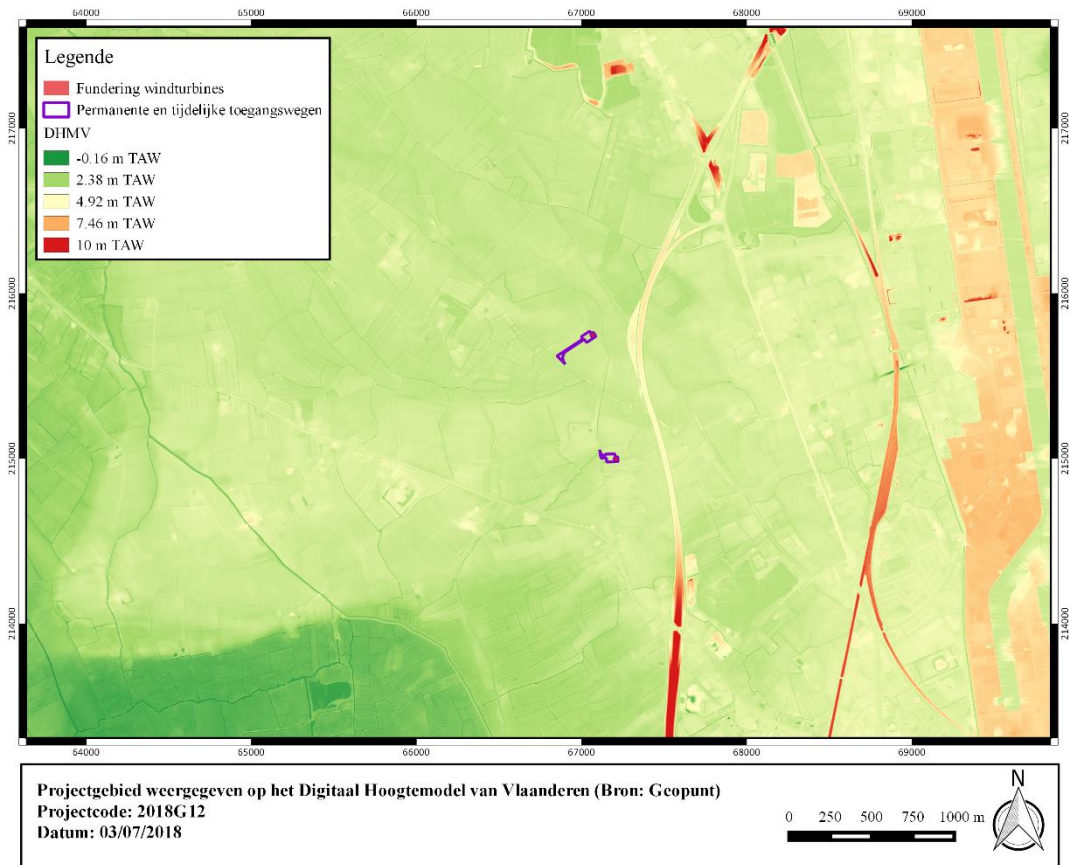 64000 65000 66000 67000 68000 69000
Legende
Fundering windturbines
Permanente en tijdelijke toegangswegen
DHMV
-0.16 m TAW
2.38 m TAW
4.92 m TAW
7.46 m TAW
10 m TAW
217000 217000
216000 216000
215000 215000
214000 214000
64000 65000 66000 67000 68000 69000
Projectgebied weergegeven op het Digitaal Hoogtemodel van Vlaanderen (Bron: Geopunt)
Projectcode: 2018G12
Datum: 03/07/2018
0 250 500 750 1000 m
N